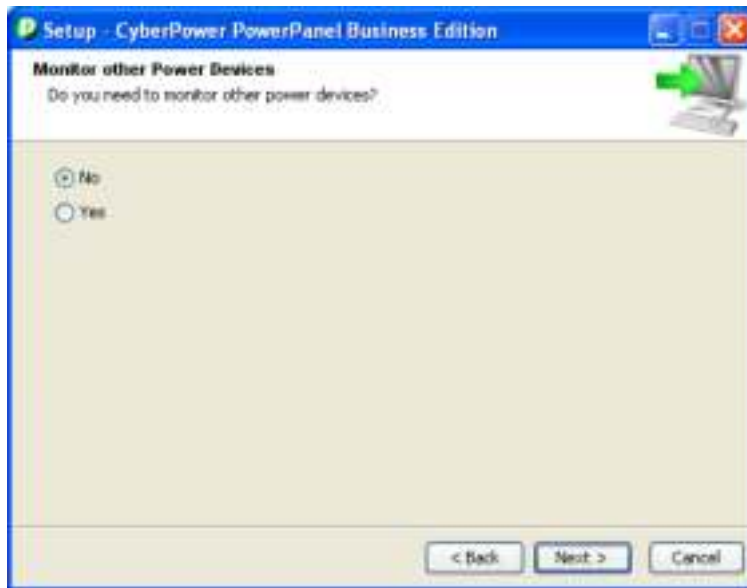 Setup - CyberPower PowerPanel Business Edition
Monitor other Power Devices
Do you need to monitor other power devices?
No
Yes
< Back
Next >
Cancel